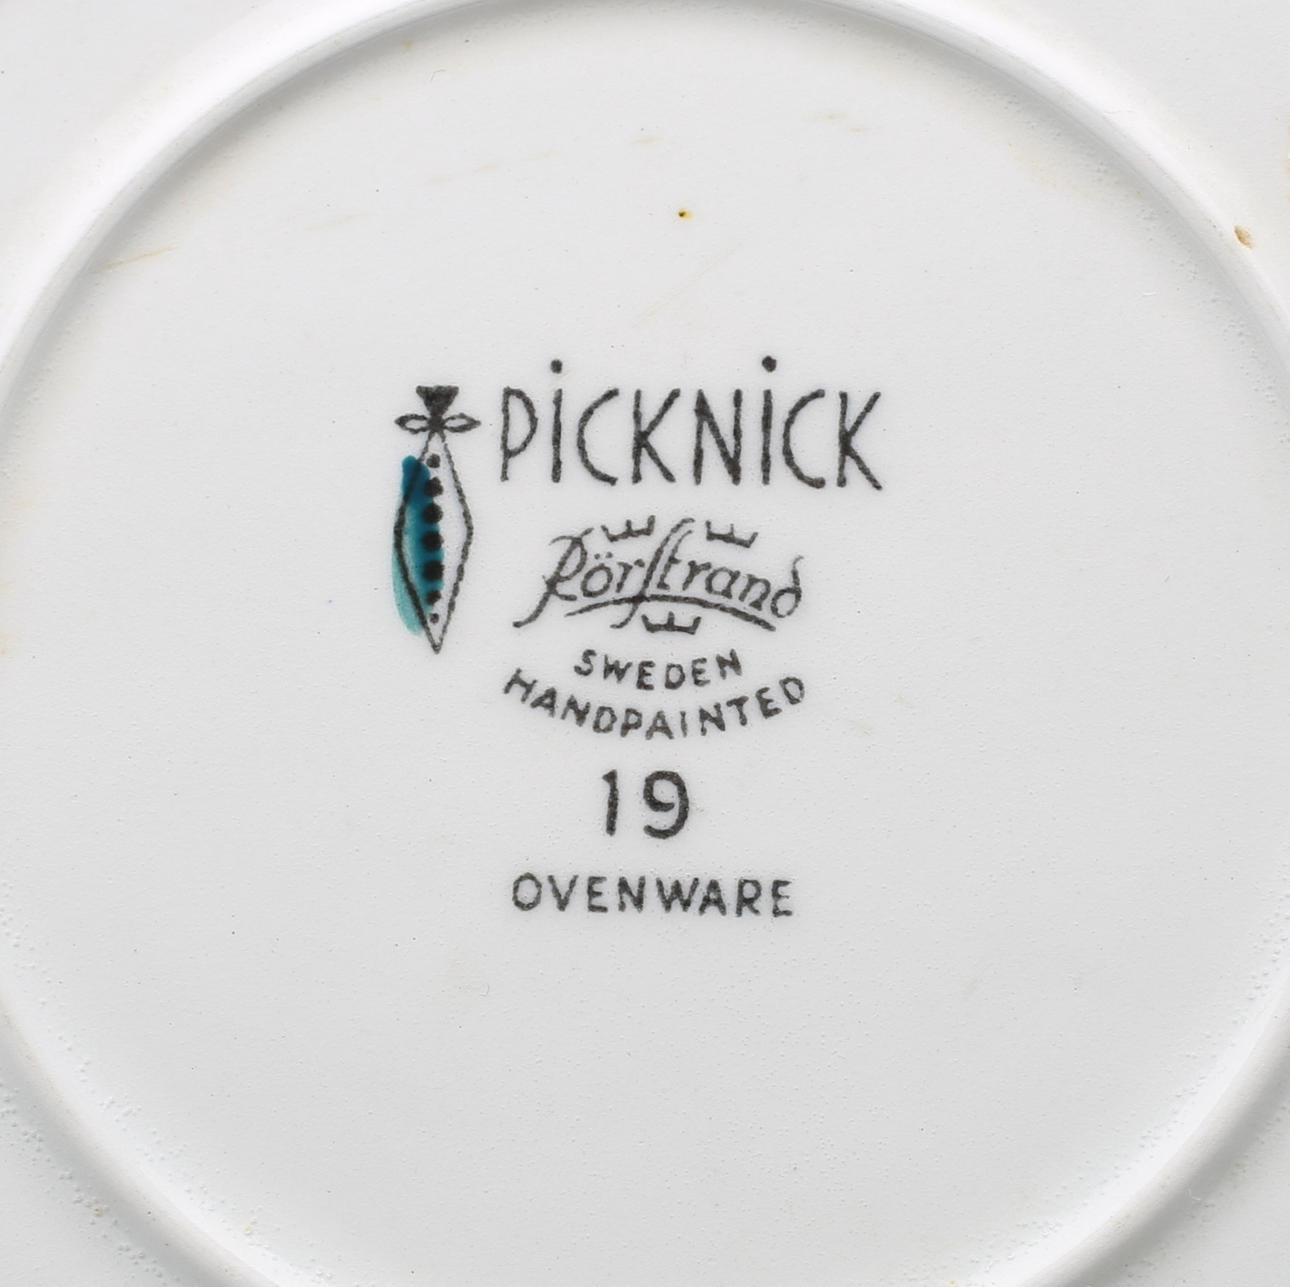 PiCKNiCK
Rörstrand
SWEDEN
HANDPAINTED
19
OVENWARE